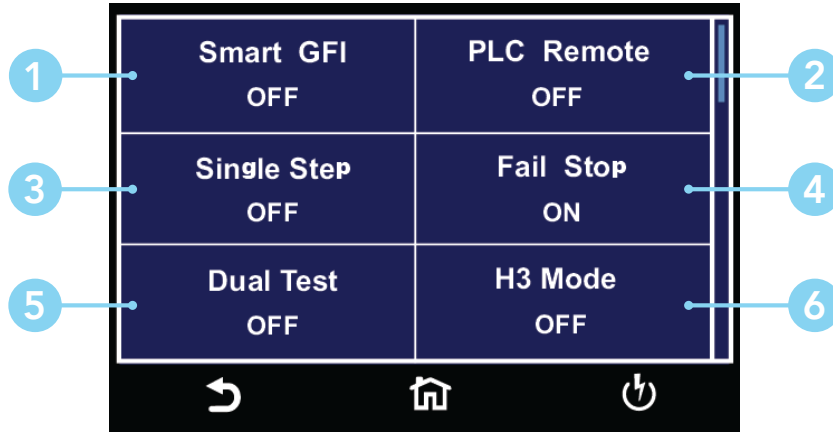 Smart GFI
OFF
PLC Remote
OFF
1
2
Single Step
OFF
Fail Stop
ON
3
4
Dual Test
OFF
H3 Mode
OFF
5
6